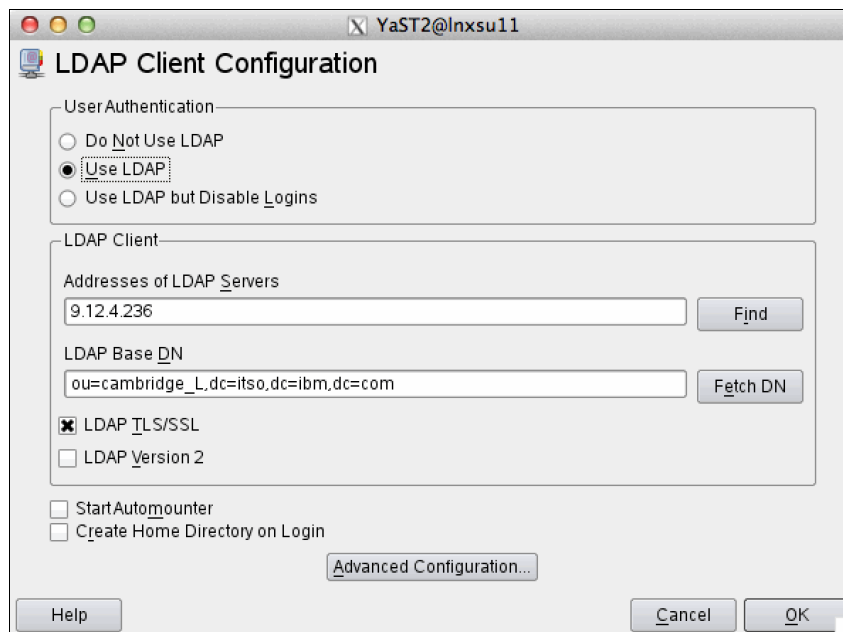 YaST2@lnxsu11
LDAP Client Configuration
User Authentication
Do Not Use LDAP
Use LDAP
Use LDAP but Disable Logins
LDAP Client
Addresses of LDAP Servers
9.12.4.236
Find
LDAP Base DN
ou=cambridge_L,dc=itso,dc=ibm,dc=com
Fetch DN
LDAP TLS/SSL
LDAP Version 2
Start Automounter
Create Home Directory on Login
Advanced Configuration...
Help
Cancel
OK